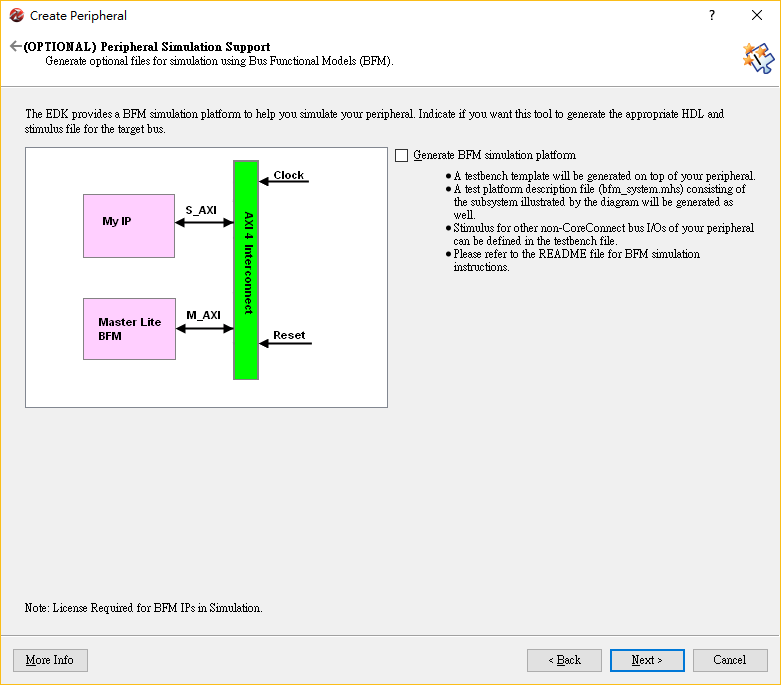 Create Peripheral
?
(OPTIONAL) Peripheral Simulation Support
Generate optional files for simulation using Bus Functional Models (BFM).
The EDK provides a BFM simulation platform to help you simulate your peripheral. Indicate if you want this tool to generate the appropriate HDL and
stimulus file for the target bus.
Clock
S_AXI
My IP
AXI 4 Interconnect
M_AXI
Master Lite
BFM
Reset
Generate BFM simulation platform
● A testbench template will be generated on top of your peripheral.
● A test platform description file (bfm_system.mhs) consisting of
the subsystem illustrated by the diagram will be generated as
well.
● Stimulus for other non-CoreConnect bus I/Os of your peripheral
can be defined in the testbench file.
● Please refer to the README file for BFM simulation
instructions.
Note: License Required for BFM IPs in Simulation.
More Info
< Back
Next >
Cancel